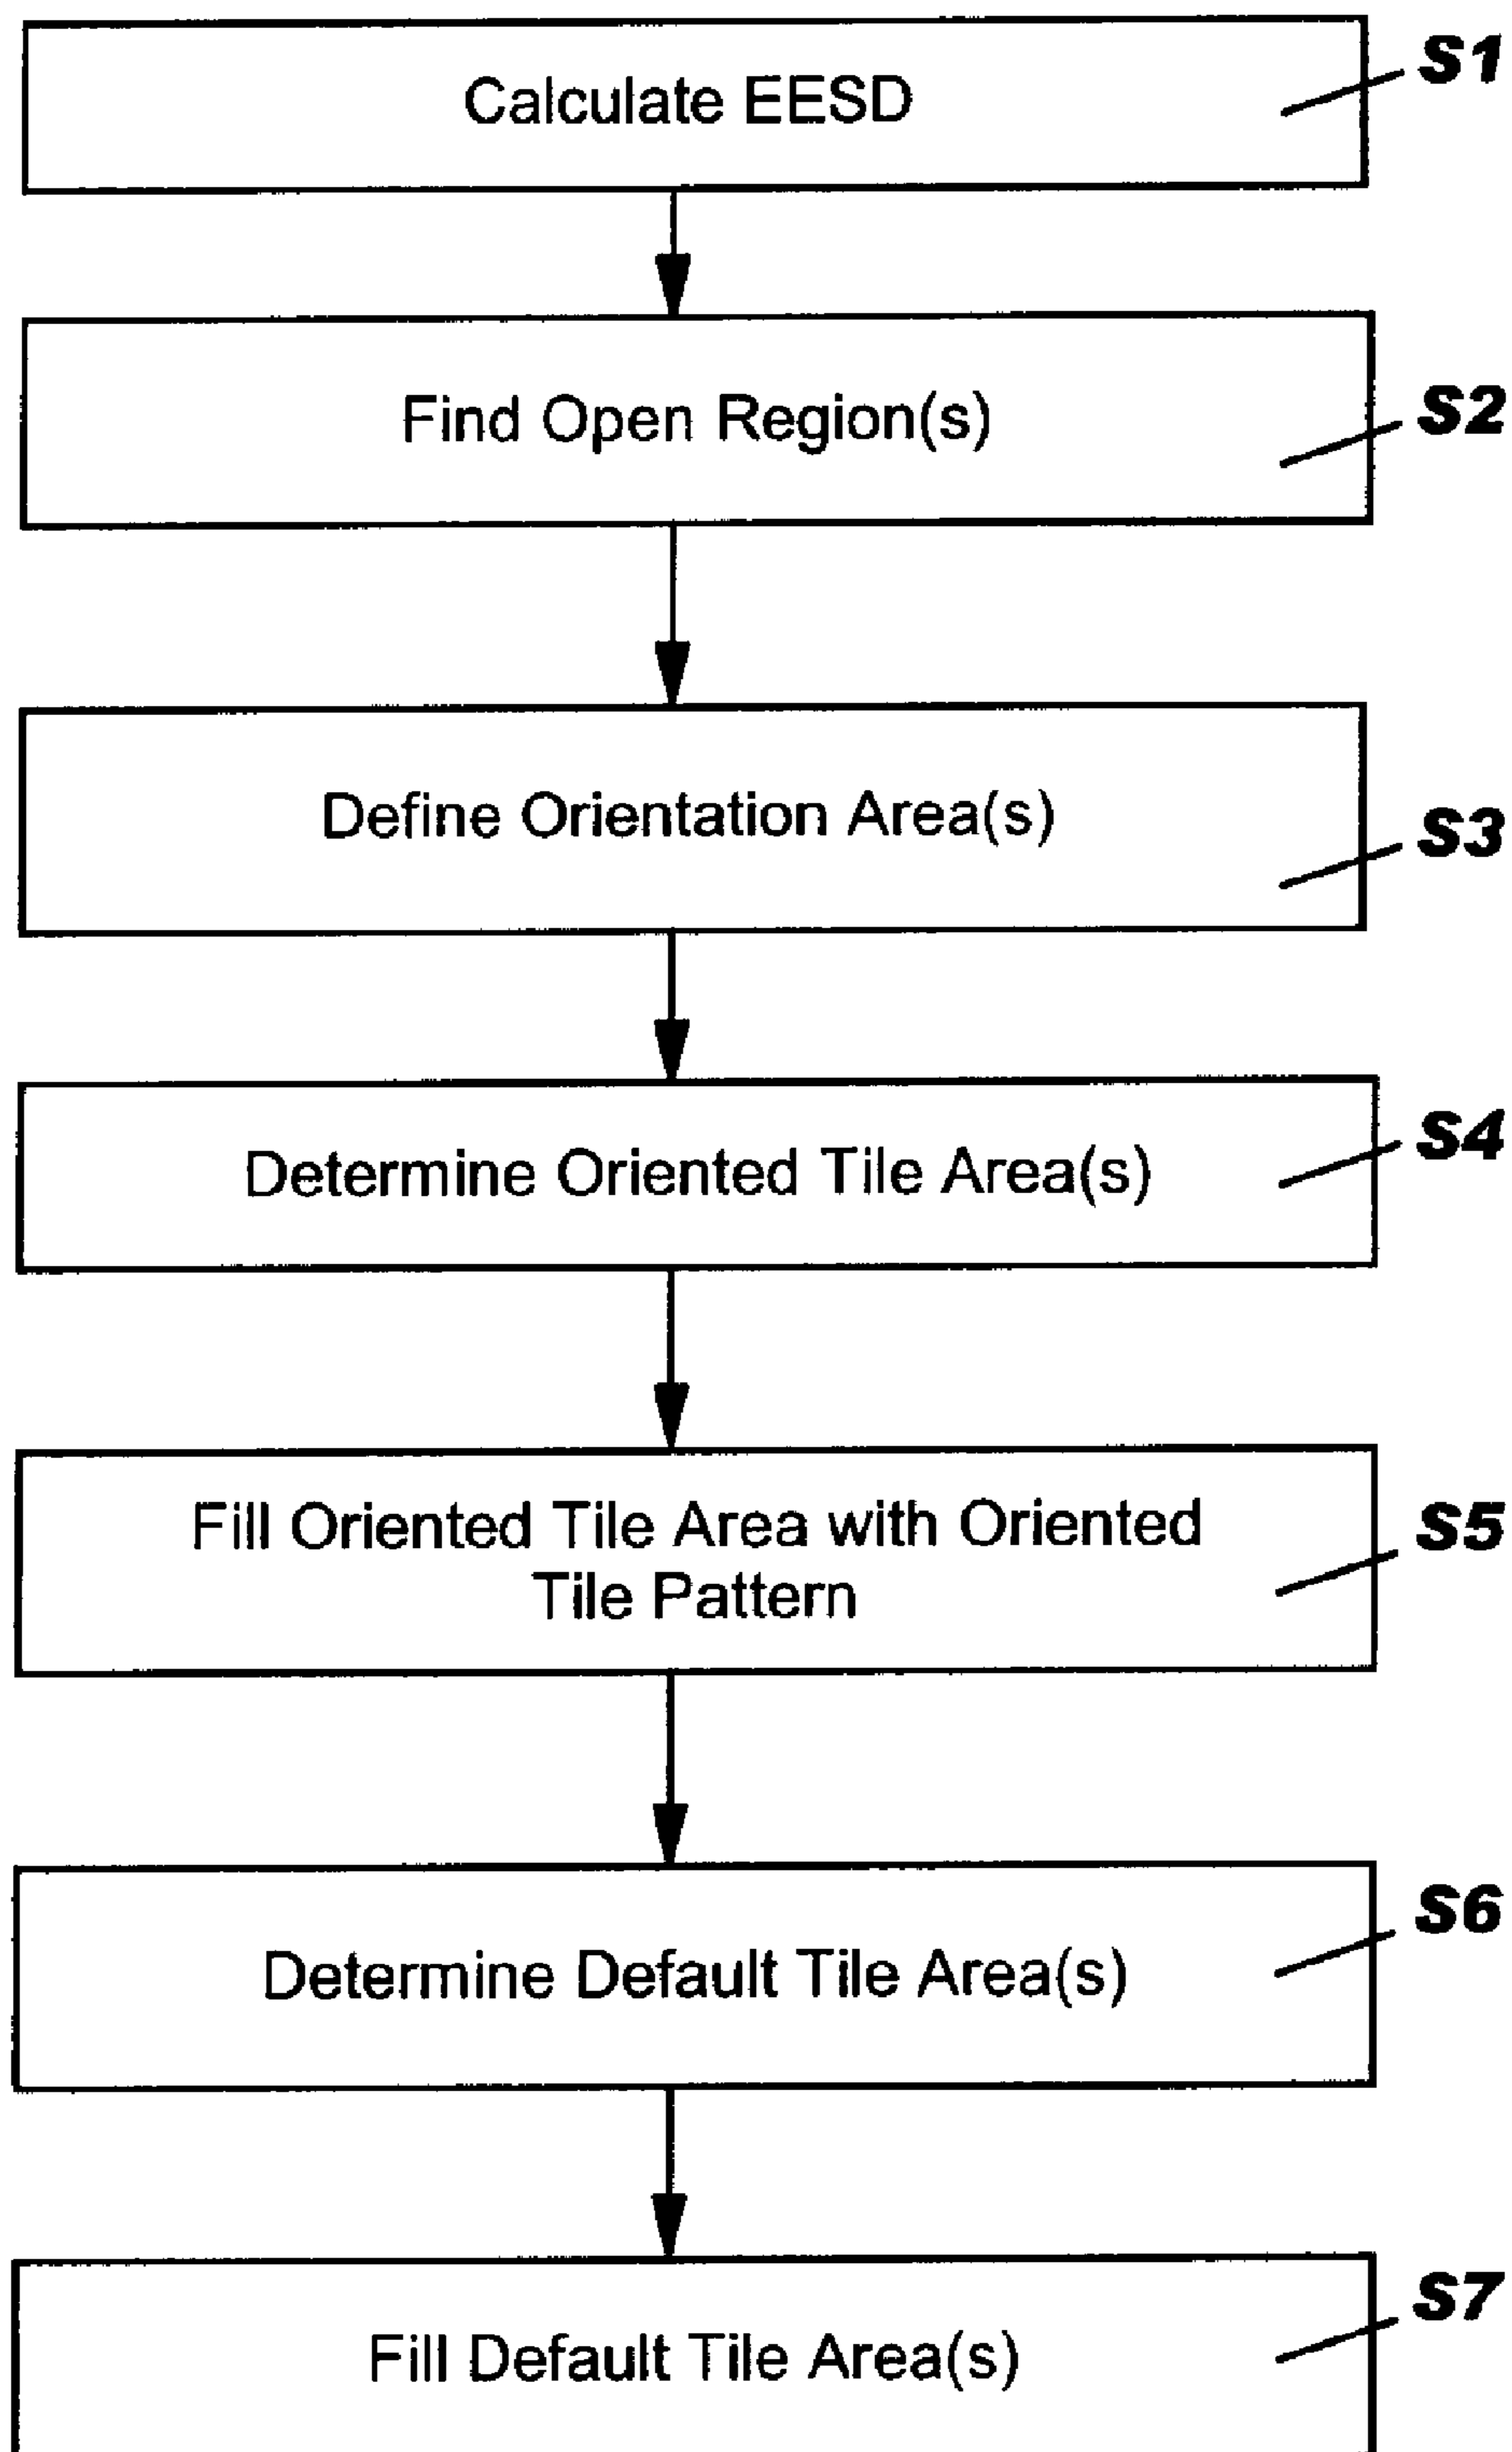 Calculate EESD
S1
Find Open Region(s)
S2
Define Orientation Area(s)
S3
Determine Oriented Tile Area(s)
S4
Fill Oriented Tile Area with Oriented
Tile Pattern
S5
Determine Default Tile Area(s)
S6
Fill Default Tile Area(s)
S7